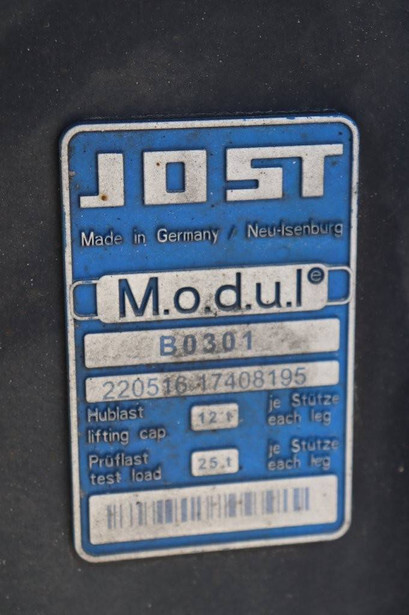 JOST
Made in Germany / Neu-Isenburg
M.o.d.u.l e
B0301
220516 17408195
Hublast 12 t je Stütze
lifting cap. each leg
Prüflast 25 t je Stütze
test load each leg